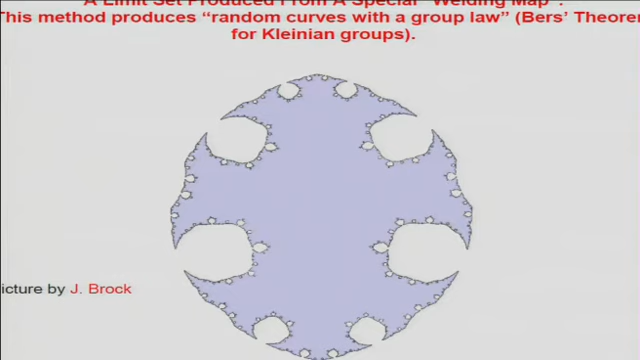 A Limit Set Produced From A Special "Welding Map".
This method produces "random curves with a group law" (Bers' Theorem
for Kleinian groups).
icture by J. Brock